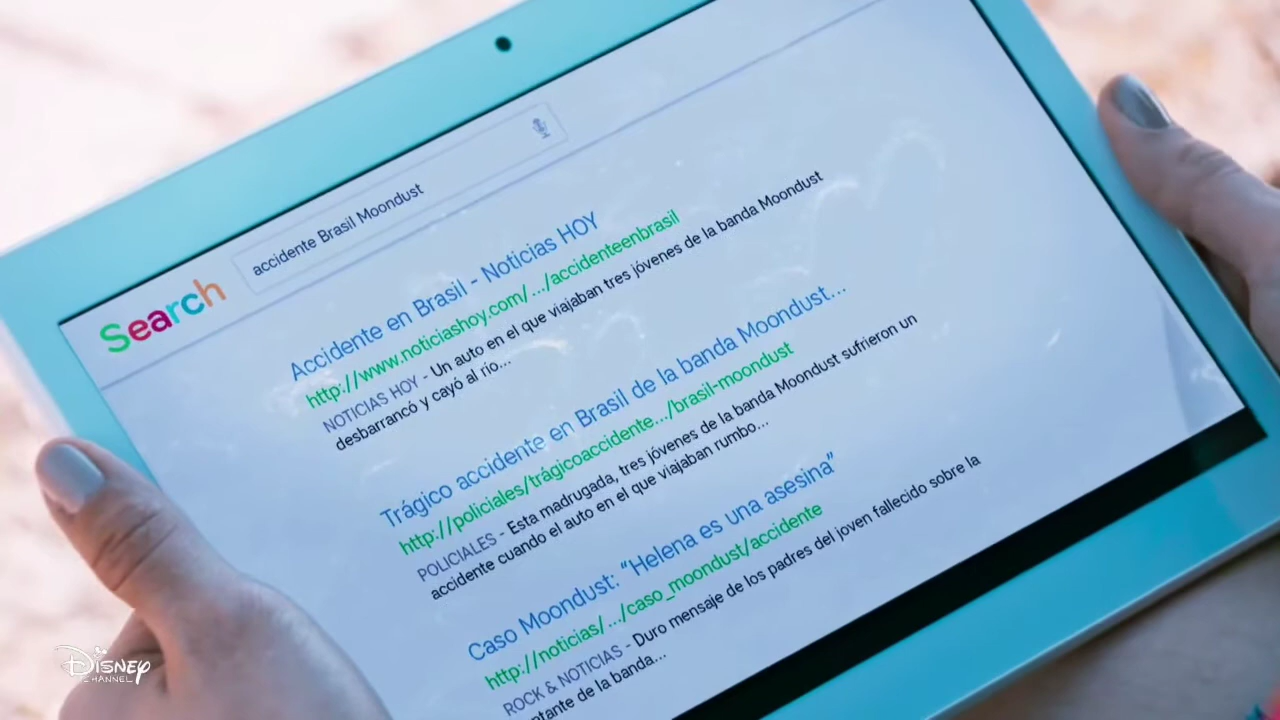 Search
accidente Brasil Moondust
Accidente en Brasil - Noticias HOY
http://www.noticiashoy.com/.../accidenteenbrasil
NOTICIAS HOY - Un auto en el que viajaban tres jóvenes de la banda Moondust
desbarrancó y cayó al río...
Trágico accidente en Brasil de la banda Moondust...
http://policiales/trágicoaccidente.../brasil-moondust
POLICIALES - Esta madrugada, tres jóvenes de la banda Moondust sufrieron un
accidente cuando el auto en el que viajaban rumbo...
Caso Moondust: “Helena es una asesina”
http://noticias/.../caso_moondust/accidente
ROCK & NOTICIAS - Duro mensaje de los padres del joven fallecido sobre la
de la banda...
DISNEY
CHANNEL